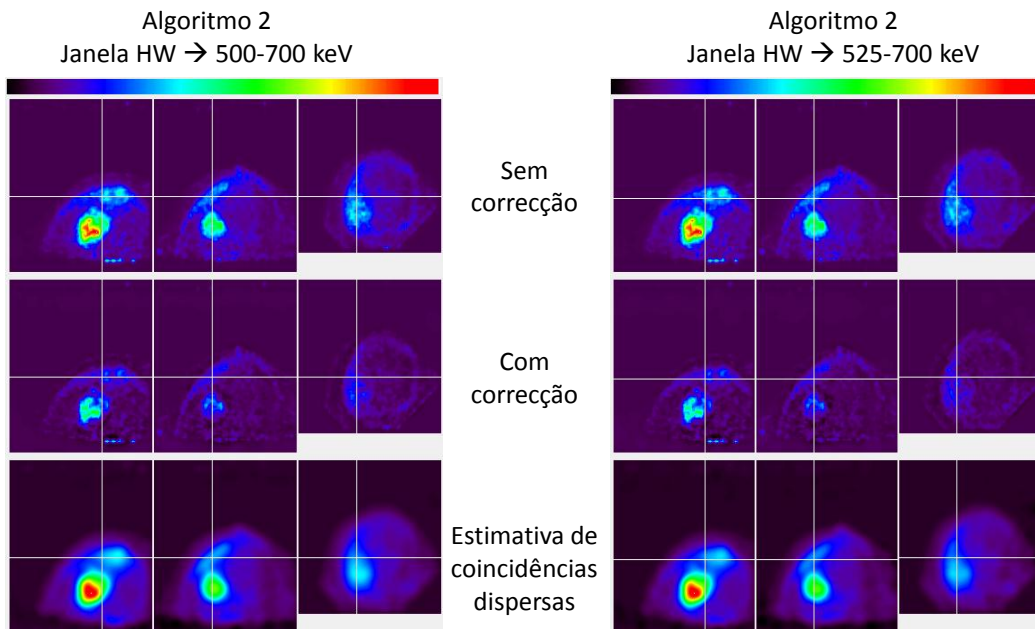 Algoritmo 2
Janela HW → 500-700 keV
Algoritmo 2
Janela HW → 525-700 keV
Sem
correcção
Com
correcção
Estimativa de
coincidências
dispersas